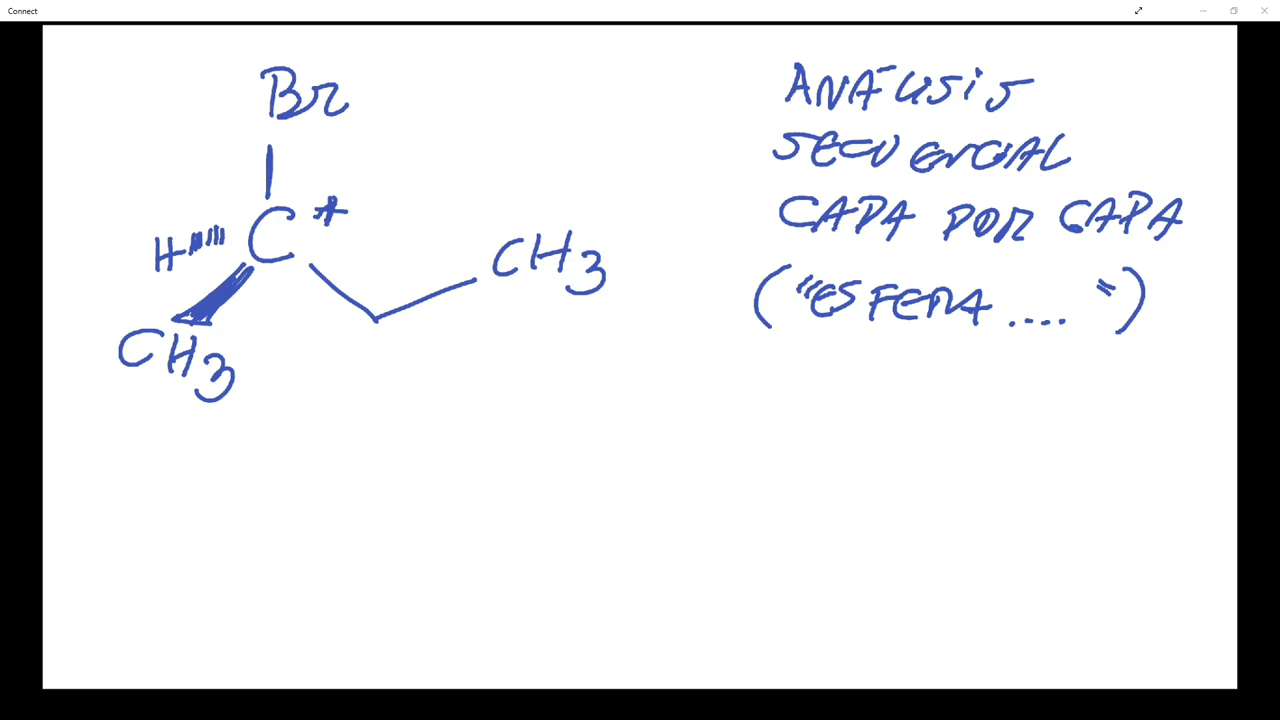 Connect
Br
C*
H
CH3
CH3
ANÁLISIS
SECUENCIAL
CAPA POR CAPA
("ESFERA .... ")